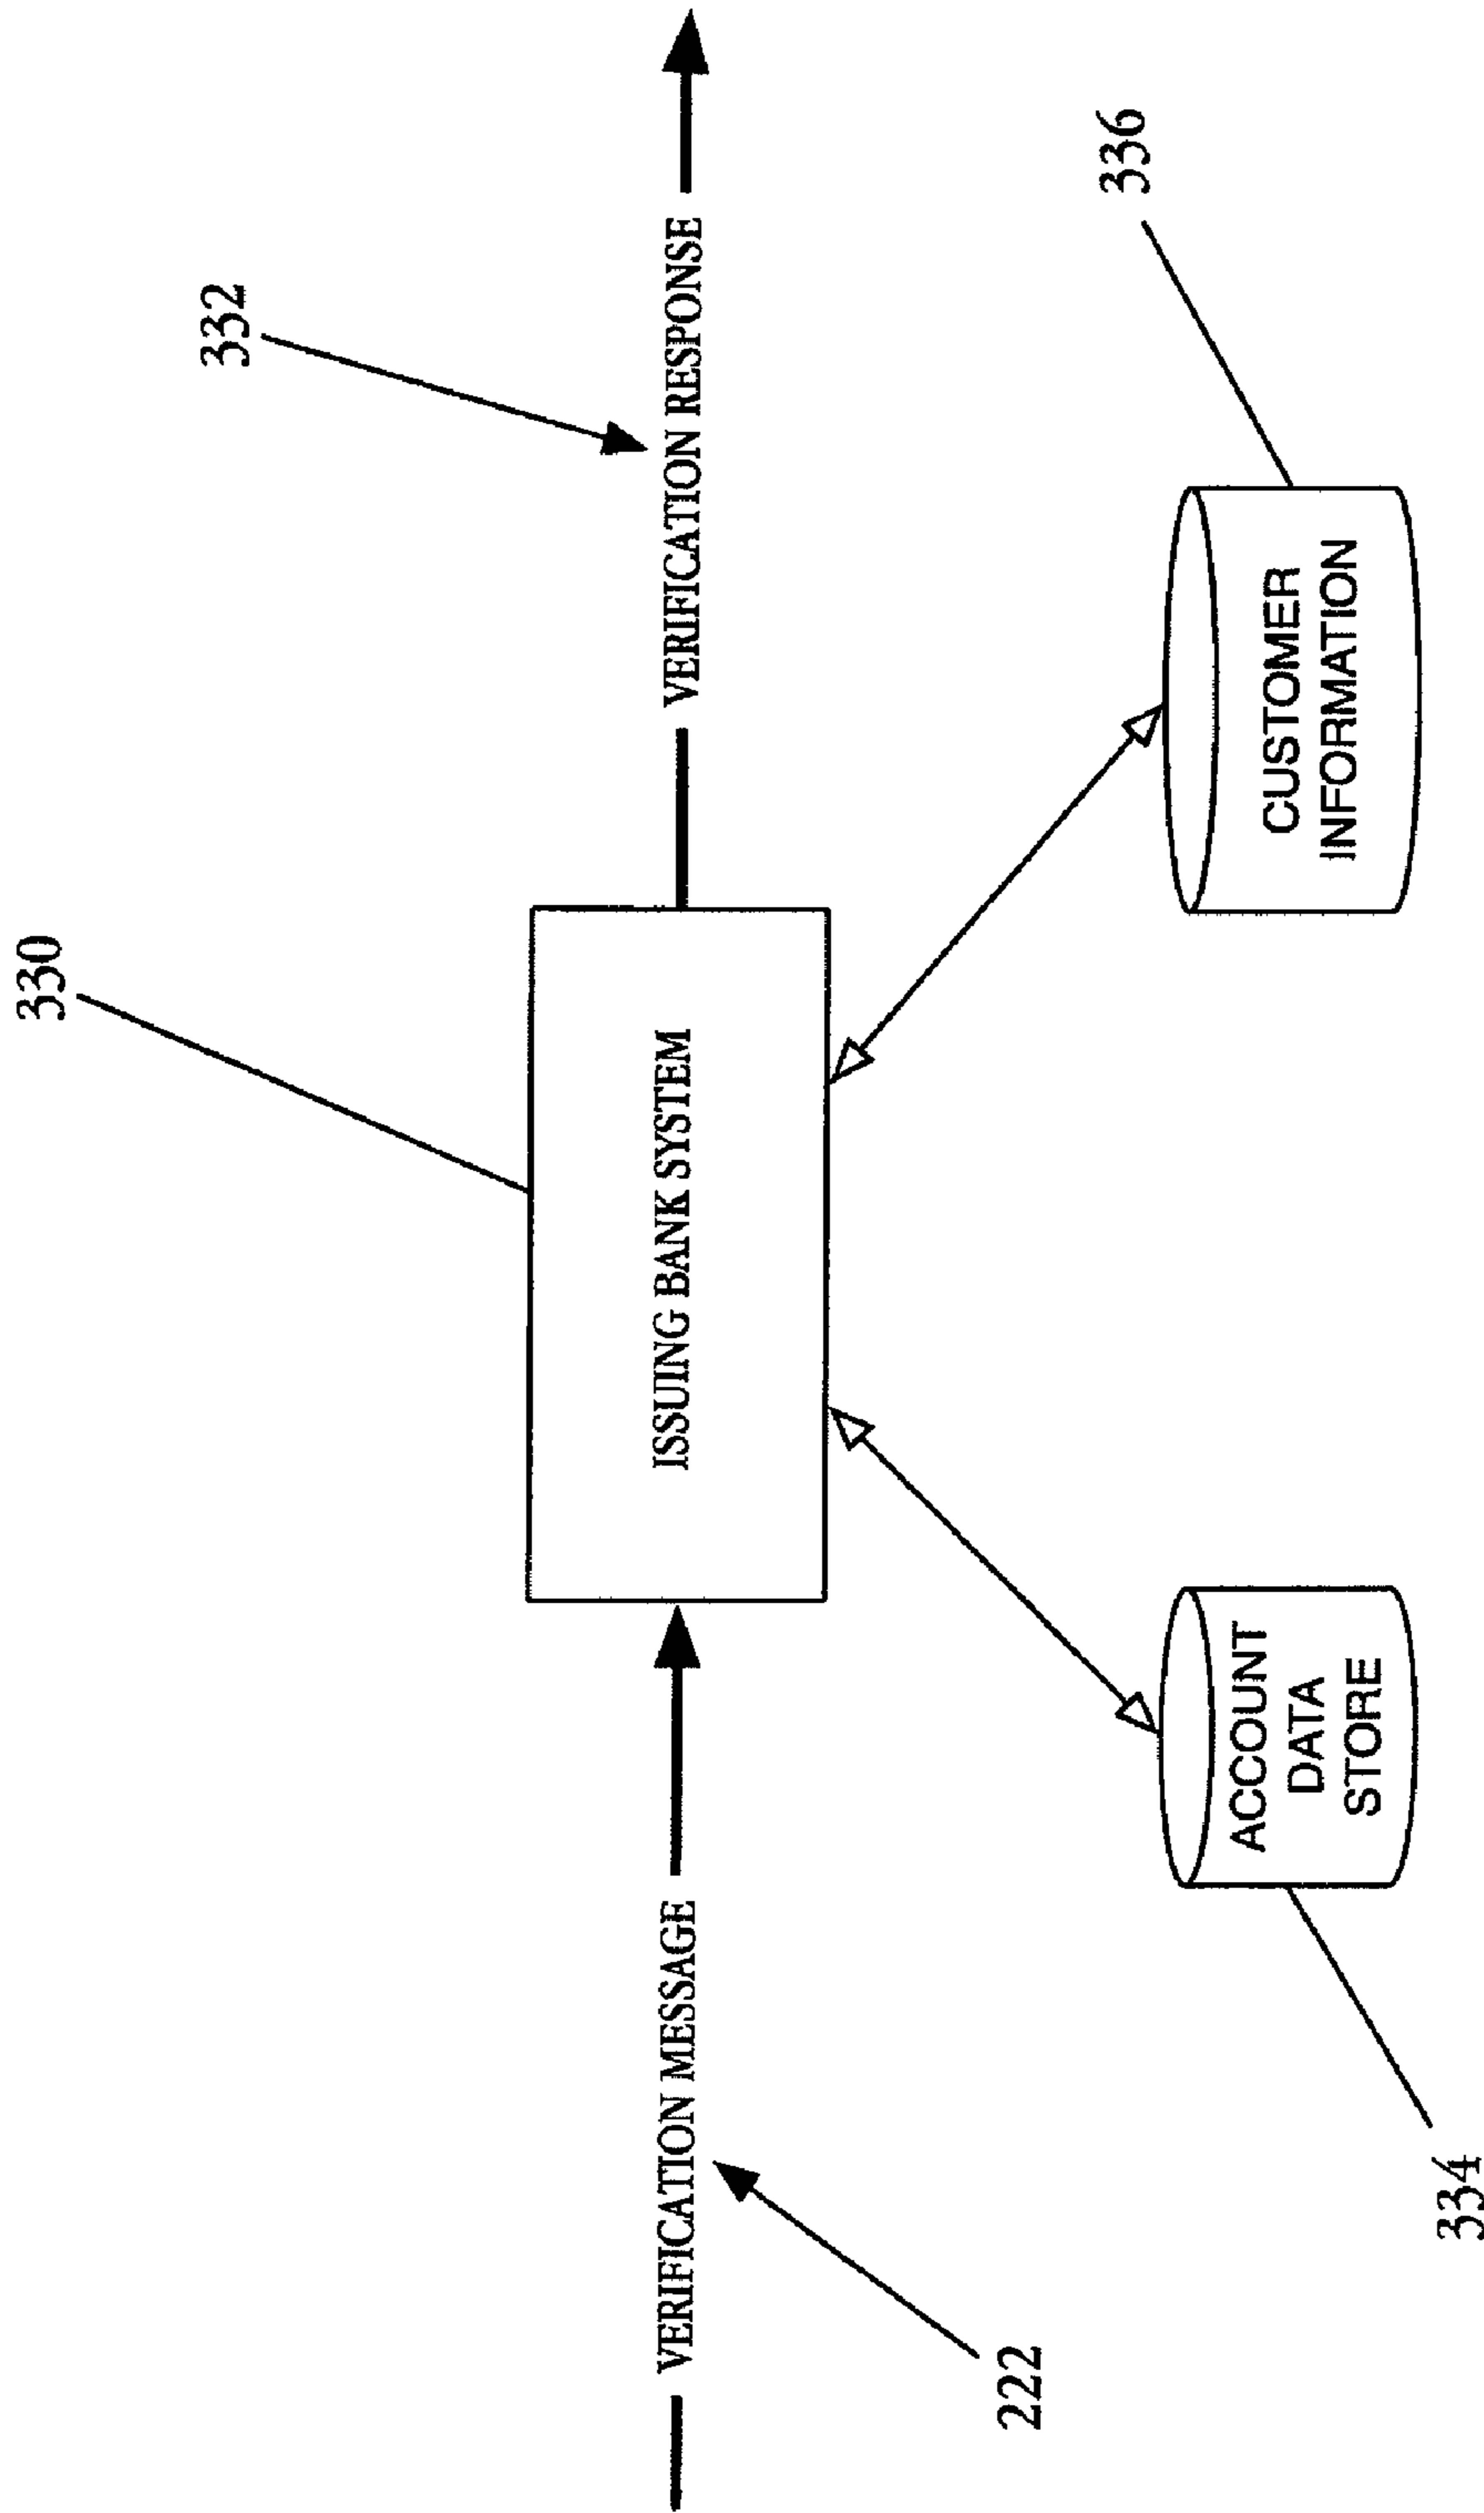 330
332
VERIFICATION MESSAGE
ISSUING BANK SYSTEM
VERIFICATION RESPONSE
222
336
ACCOUNT
DATA
STORE
CUSTOMER
INFORMATION
334